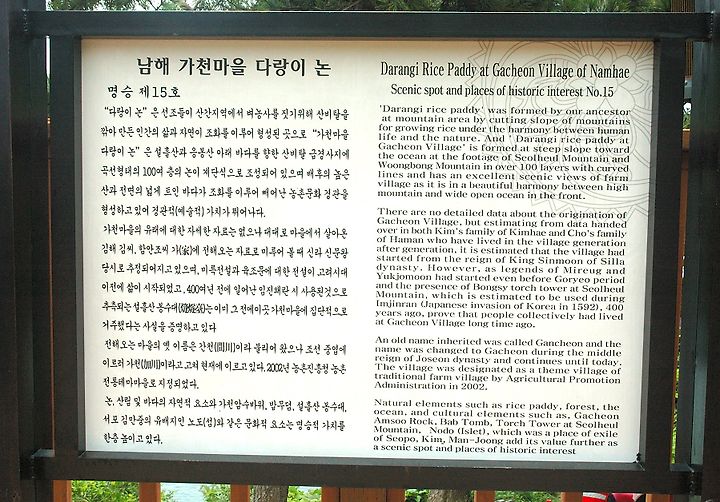 남해 가천마을 다랑이 논
명승 제15호
“다랑이 논” 은 선조들이 산간지역에서 벼농사를 짓기위해 산비탈을
깎아 만든 인간의 삶과 자연이 조화를 이루어 형성된 곳으로 “가천마을
다랑이 논” 은 설흘산과 응봉산 아래 바다를 향한 산비탈 급경사지에
곡선형태의 100여 층의 논이 계단식으로 조성되어 있으며 배후의 높은
산과 전면의 넓게 트인 바다가 조화를 이루어 빼어난 농촌문화 경관을
형성하고 있어 경관적(예술적) 가치가 뛰어나다.
가천마을의 유래에 대한 자세한 자료는 없으나 대대로 마을에서 살아온
김해 김씨, 함안조씨 가(家)에 전해오는 자료로 미루어 볼 때 신라 신문왕
당시로 추정되어지고 있으며, 미륵전설과 육조문에 대한 전설이 고려시대
이전에 삶이 시작되었고, 400여년 전에 일어난 임진왜란 시 사용된것으로
추측되는 설흘산 봉수대(烽燧臺)는 이미 그 전에 이곳 가천마을에 집단적으로
거주했다는 사실을 증명하고 있다
전해오는 마을의 옛 이름은 간천(間川)이라 불리어 왔으나 조선 중엽에
이르러 가천(加川)이라고 고쳐 현재에 이르고 있다. 2002년 농촌진흥청 농촌
전통테마마을로 지정되었다.
논, 산림 및 바다의 자연적 요소와 가천암수바위, 밥무덤, 설흘산 봉수대,
서포 김만중의 유배지인 노도(섬)와 같은 문화적 요소는 명승적 가치를
한층 높이고 있다.
Darangi Rice Paddy at Gacheon Village of Namhae
Scenic spot and places of historic interest No.15
'Darangi rice paddy' was formed by our ancestor
at mountain area by cutting slope of mountains
for growing rice under the harmony between human
life and the nature. And ' Darangi rice paddy at
Gacheon Village' is formed at steep slope toward
the ocean at the footage of Seolheul Mountain and
Woongbong Mountain in over 100 layers with curved
lines and has an excellent scenic views of farm
village as it is in a beautiful harmony between high
mountain and wide open ocean in the front.
There are no detailed data about the origination of
Gacheon Village, but estimating from data handed
over in both Kim's family of Kimhae and Cho's family
of Haman who have lived in the village generation
after generation, it is estimated that the village had
started from the reign of King Sinmoon of Silla
dynasty. However, as legends of Mireug and
Yukjomoon had started even before Goryeo period
and the presence of Bongsy torch tower at Seolheul
Mountain, which is estimated to be used during
Imjinran (Japanese invasion of Korea in 1592), 400
years ago, prove that people collectively had lived
at Gacheon Village long time ago.
An old name inherited was called Gancheon and the
name was changed to Gacheon during the middle
reign of Joseon dynasty and continues until today.
The village was designated as a theme village of
traditional farm village by Agricultural Promotion
Administration in 2002.
Natural elements such as rice paddy, forest, the
ocean, and cultural elements such as, Gacheon
Amsoo Rock, Bab Tomb, Torch Tower at Seolheul
Mountain, Nodo (Islet), which was a place of exile
of Seopo, Kim, Man-Joong add its value further as
a scenic spot and places of historic interest